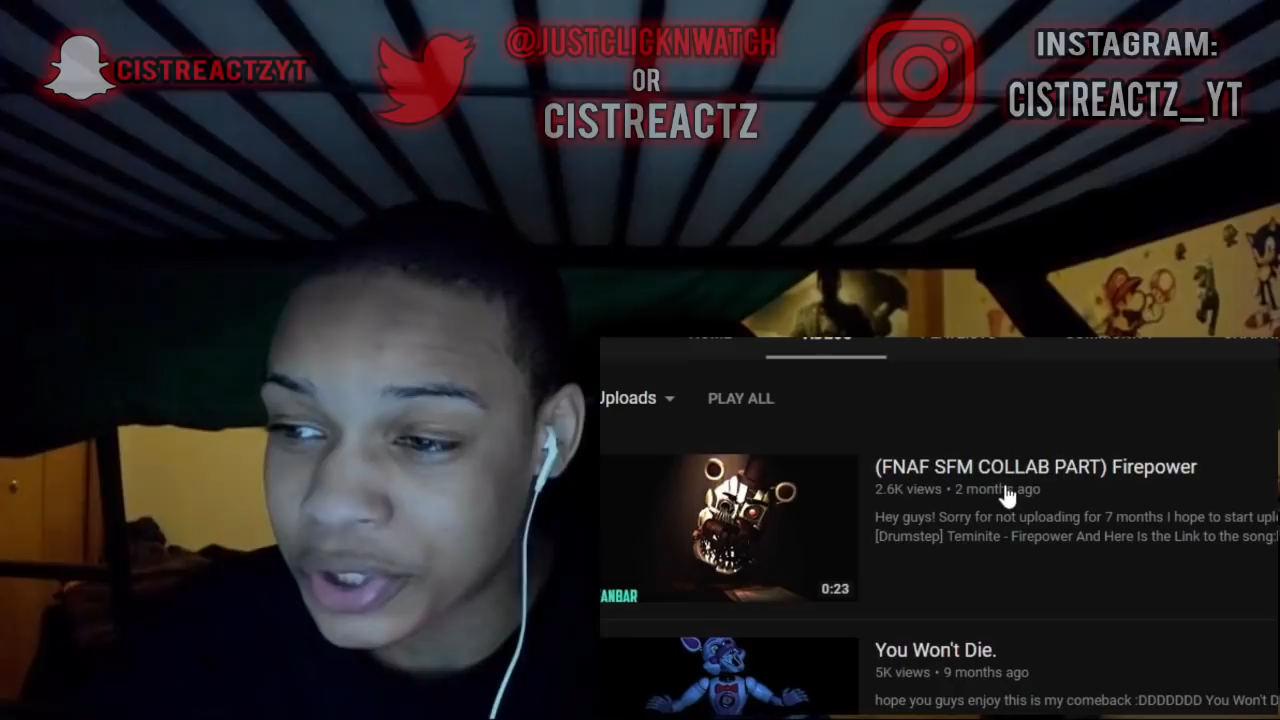 CISTREACTZYT
@JUSTCLICKNWATCH
OR
CISTREACTZ
INSTAGRAM:
CISTREACTZ_YT
Uploads
PLAY ALL
(FNAF SFM COLLAB PART) Firepower
2.6K views • 2 months ago
Hey guys! Sorry for not uploading for 7 months I hope to start
[Drumstep] Teminite - Firepower And Here Is the Link to the song:
0:23
ANBAR
You Won't Die.
5K views • 9 months ago
hope you guys enjoy this is my comeback :DDDDDDD You Won't